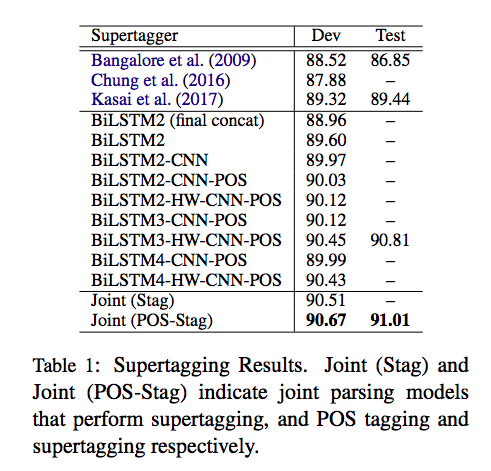 Supertagger Dev Test
Bangalore et al. (2009) 88.52 86.85
Chung et al. (2016) 87.88 –
Kasai et al. (2017) 89.32 89.44
BiLSTM2 (final concat) 88.96 –
BiLSTM2 89.60 –
BiLSTM2-CNN 89.97 –
BiLSTM2-CNN-POS 90.03 –
BiLSTM2-HW-CNN-POS 90.12 –
BiLSTM3-CNN-POS 90.12 –
BiLSTM3-HW-CNN-POS 90.45 90.81
BiLSTM4-CNN-POS 89.99 –
BiLSTM4-HW-CNN-POS 90.43 –
Joint (Stag) 90.51 –
Joint (POS-Stag) 90.67 91.01
Table 1: Supertagging Results. Joint (Stag) and
Joint (POS-Stag) indicate joint parsing models
that perform supertagging, and POS tagging and
supertagging respectively.